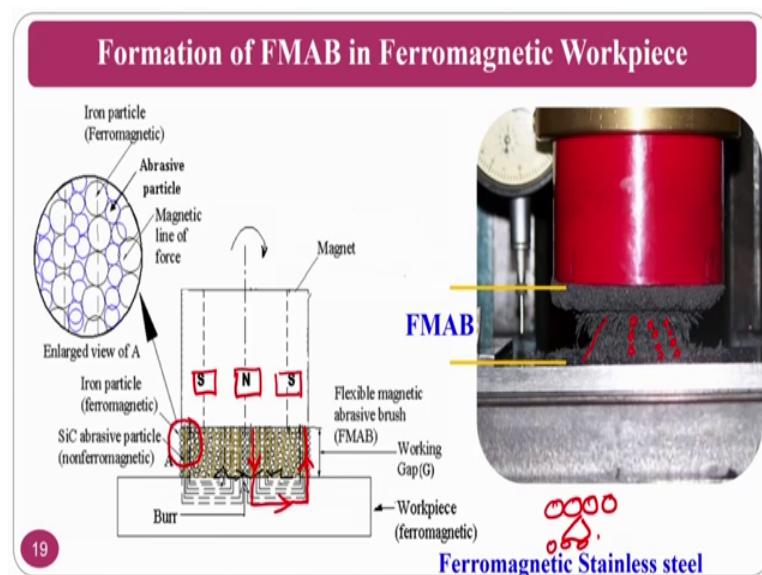 Formation of FMAB in Ferromagnetic Workpiece
Iron particle
(Ferromagnetic)
Abrasive
particle
Magnetic
line of
force
Enlarged view of A
Magnet
S
N
S
Iron particle
(ferromagnetic)
SiC abrasive particle
(nonferromagnetic)
A
Flexible magnetic
abrasive brush
(FMAB)
Working
Gap(G)
Burr
Workpiece
(ferromagnetic)
FMAB
Ferromagnetic Stainless steel
19